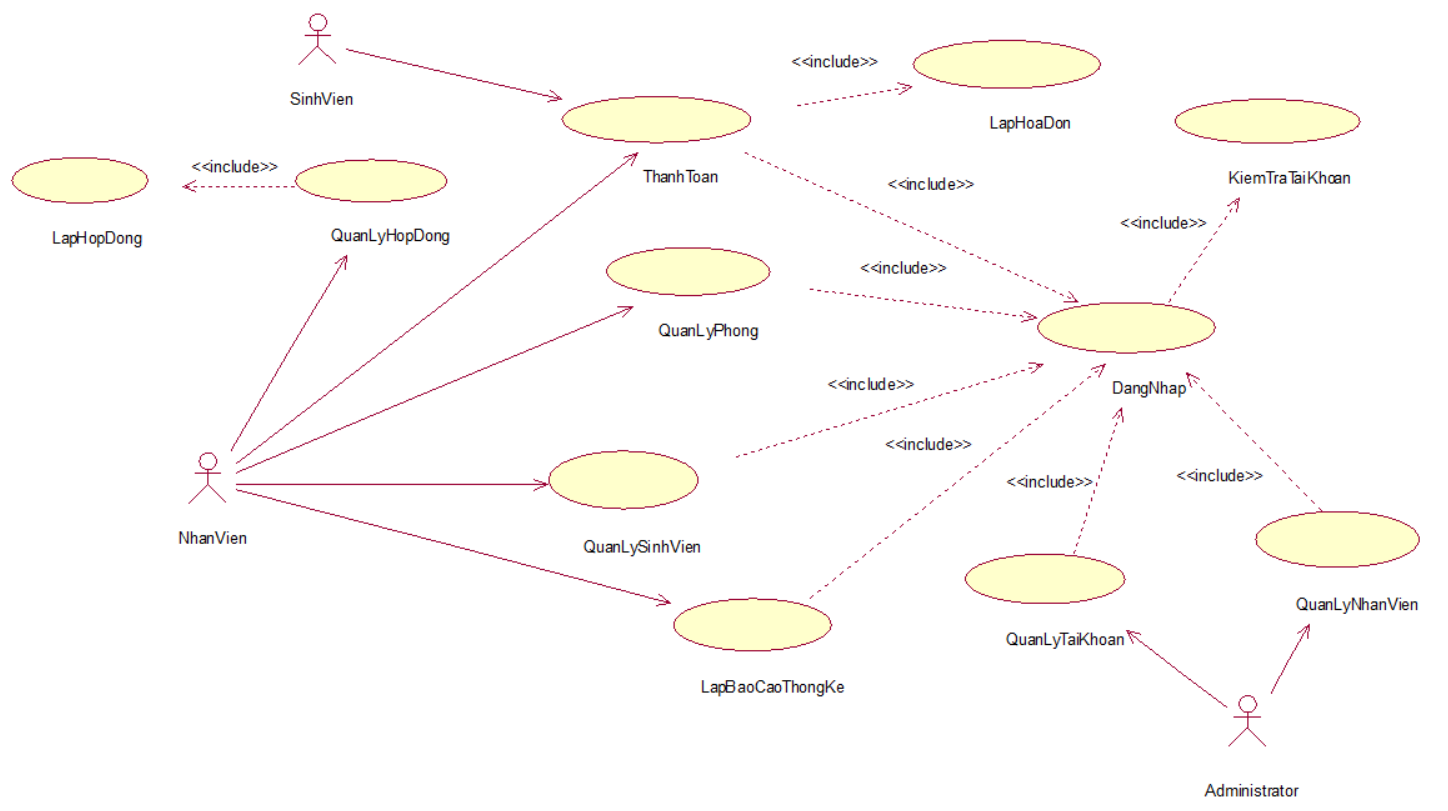 <<include>>
SinhVien
LapHoaDon
<<include>>
ThanhToan
<<include>>
KiemTraTaiKhoan
LapHopDong
QuanLyHopDong
<<include>>
<<include>>
<<include>>
QuanLyPhong
<<include>>
DangNhap
<<include>>
<<include>>
<<include>>
NhanVien
QuanLySinhVien
QuanLyTaiKhoan
QuanLyNhanVien
LapBaoCaoThongKe
Administrator